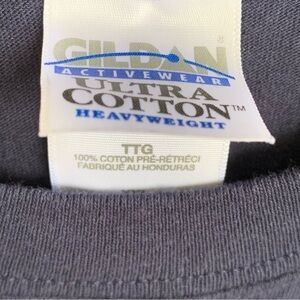 GILDAN
ACTIVEWEAR
ULTRA
COTTON™
HEAVYWEIGHT
TTG
100% COTON PRÉ-RÉTRÉCI
FABRIQUÉ AU HONDURAS